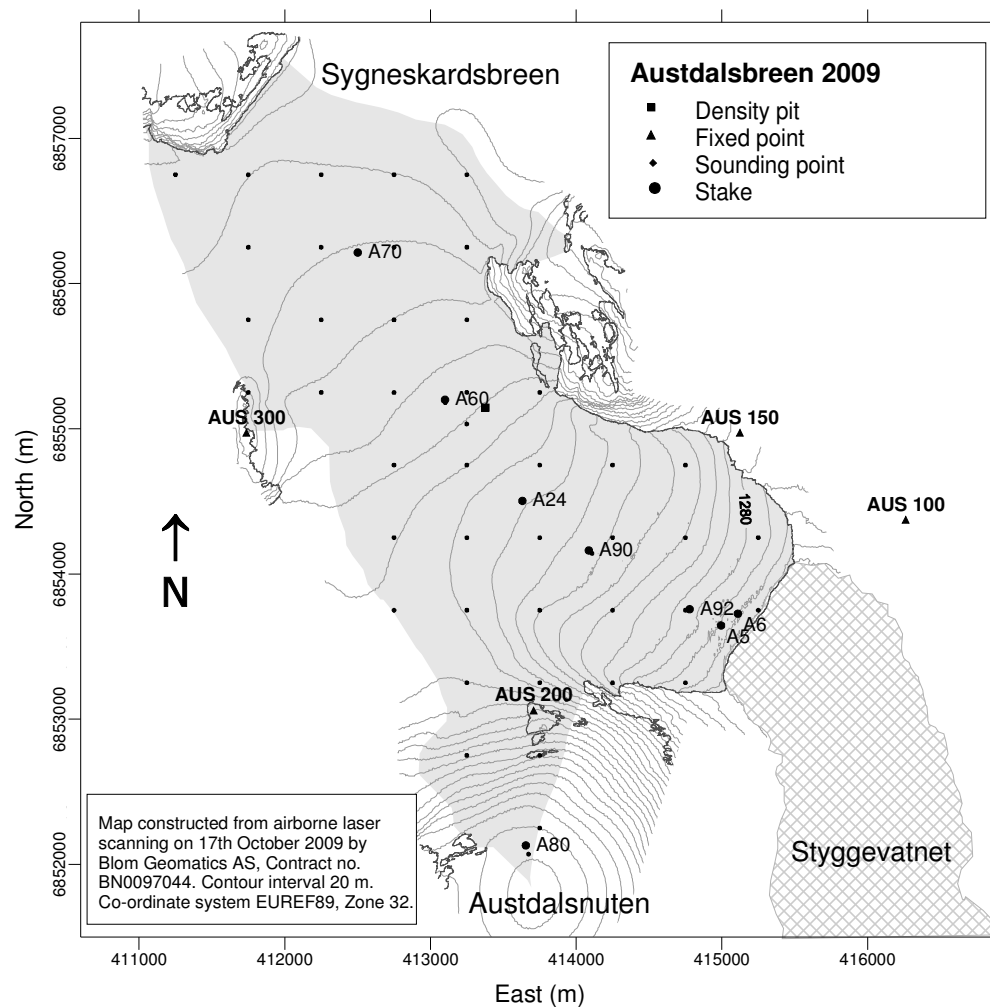 Sygneskardsbreen
Austdalsbreen 2009
Density pit
Fixed point
Sounding point
Stake
6857000
6856000
6855000
6854000
6853000
6852000
North (m)
A70
A60
AUS 300
AUS 150
A24
1280
AUS 100
A90
N
A92
A6
A5
AUS 200
A80
Styggevatnet
Austdalsnuten
Map constructed from airborne laser
scanning on 17th October 2009 by
Blom Geomatics AS, Contract no.
BN0097044. Contour interval 20 m.
Co-ordinate system EUREF89, Zone 32.
411000
412000
413000
414000
415000
416000
East (m)